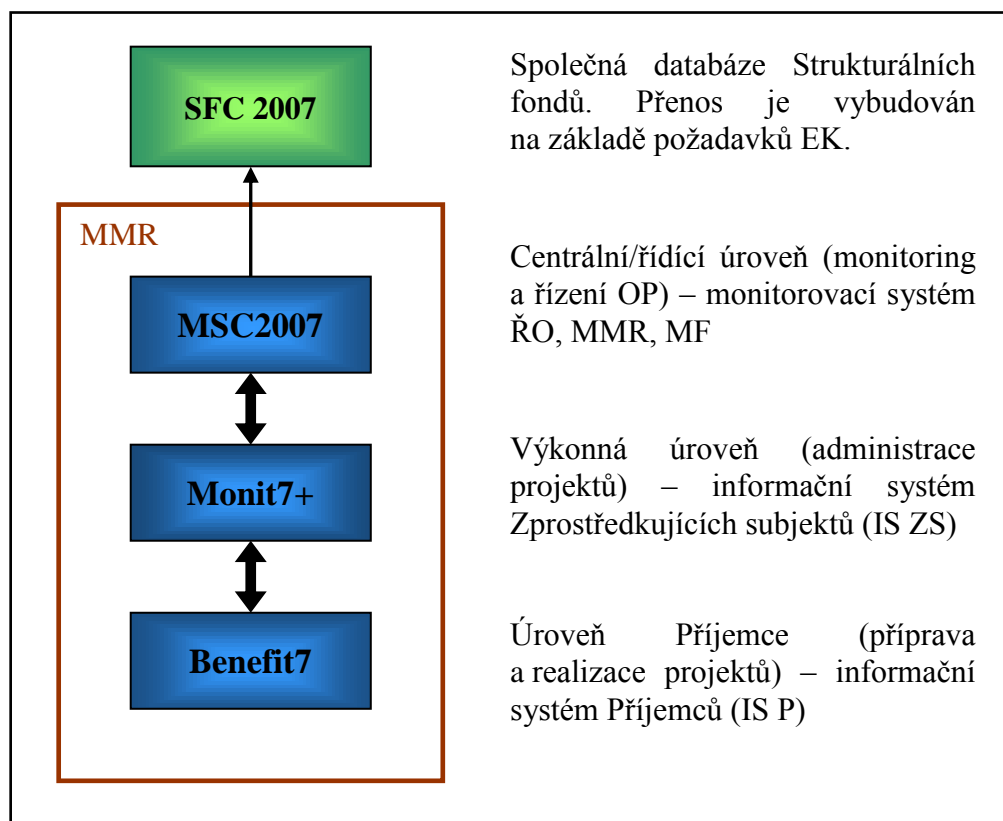 SFC 2007
Společná databáze Strukturálních
fondů. Přenos je vybudován
na základě požadavků EK.
MMR
MSC2007
Centrální/řídící úroveň (monitoring
a řízení OP) – monitorovací systém
ŘO, MMR, MF
Monit7+
Výkonná úroveň (administrace
projektů) – informační systém
Zprostředkujících subjektů (IS ZS)
Benefit7
Úroveň Příjemce (příprava
a realizace projektů) – informační
systém Příjemců (IS P)